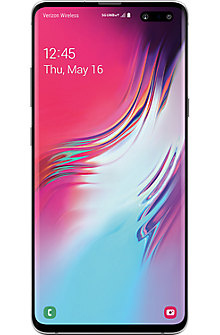 Verizon Wireless
12:45
Thu, May 16